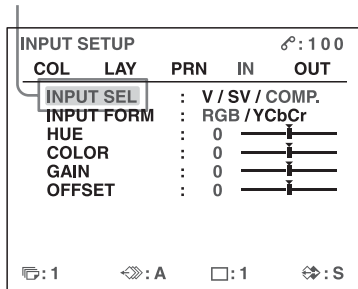 INPUT SETUP :100
COL LAY PRN IN OUT
INPUT SEL : V / SV / COMP.
INPUT FORM : RGB / YCbCr
HUE : 0
COLOR : 0
GAIN : 0
OFFSET : 0
:1 :A :1 :S